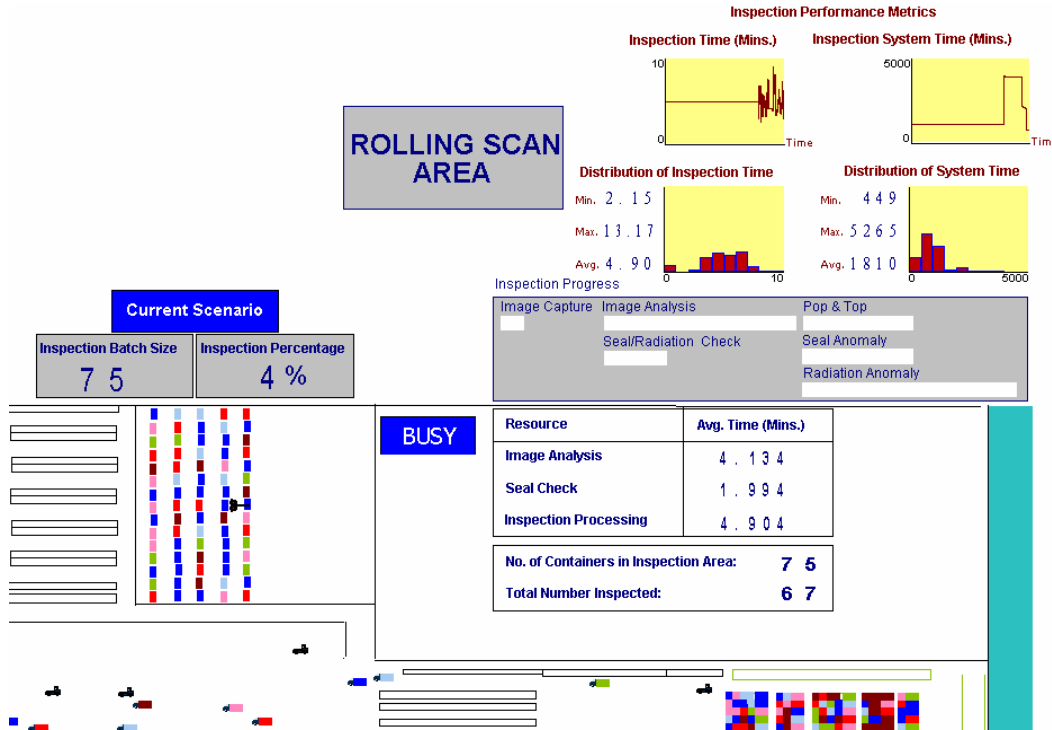 Inspection Performance Metrics
Inspection Time (Mins.)
Inspection System Time (Mins.)
10
0
Time
5000
0
Tim
ROLLING SCAN
AREA
Distribution of Inspection Time
Min. 2.15
Max. 13.17
Avg. 4.90
0
10
Distribution of System Time
Min. 449
Max. 5265
Avg. 1810
0
5000
Inspection Progress
Image Capture
Image Analysis
Pop & Top
Seal/Radiation Check
Seal Anomaly
Radiation Anomaly
Current Scenario
Inspection Batch Size
75
Inspection Percentage
4 %
BUSY
Resource Avg. Time (Mins.)
Image Analysis 4.134
Seal Check 1.994
Inspection Processing 4.904
No. of Containers in Inspection Area: 75
Total Number Inspected: 67